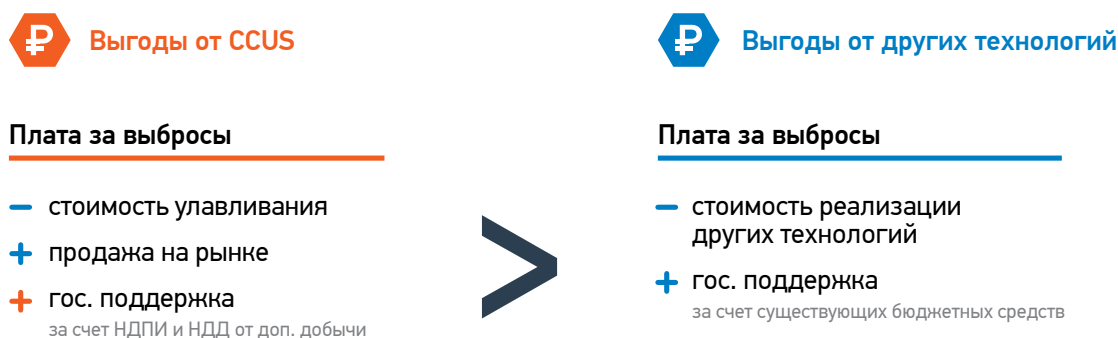 ₽ Выгоды от CCUS
Плата за выбросы
− стоимость улавливания
+ продажа на рынке
+ гос. поддержка
за счет НДПИ и НДД от доп. добычи
>
₽ Выгоды от других технологий
Плата за выбросы
− стоимость реализации
других технологий
+ гос. поддержка
за счет существующих бюджетных средств